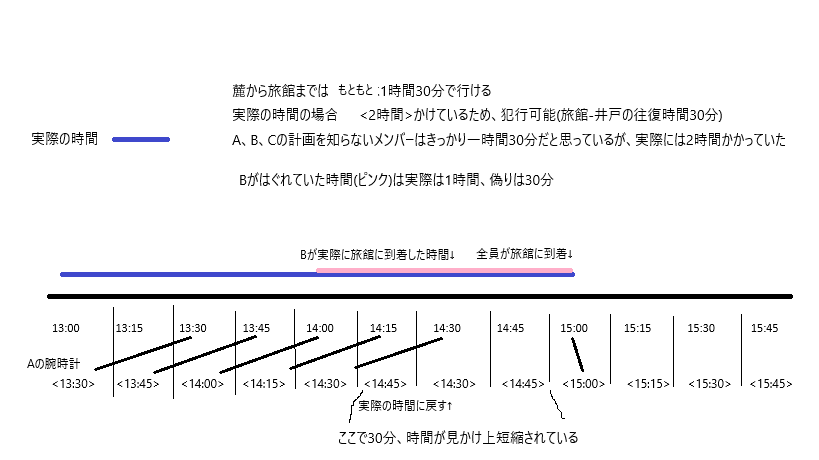 麓から旅館までは もともと:1時間30分で行ける
実際の時間の場合 <2時間>かけているため、犯行可能(旅館-井戸の往復時間30分)
実際の時間
A、B、Cの計画を知らないメンバーはきっかり一時間30分だと思っているが、実際には2時間かかっていた
Bがはぐれていた時間(ピンク)は実際は1時間、偽りは30分
Bが実際に旅館に到着した時間↓ 全員が旅館に到着↓
13:00 13:15 13:30 13:45 14:00 14:15 14:30 14:45 15:00 15:15 15:30 15:45
Aの腕時計
<13:30> <13:45> <14:00> <14:15> <14:30> <14:45> <14:30> <14:45> <15:00> <15:15> <15:30> <15:45>
実際の時間に戻す↑
ここで30分、時間が見かけ上短縮されている